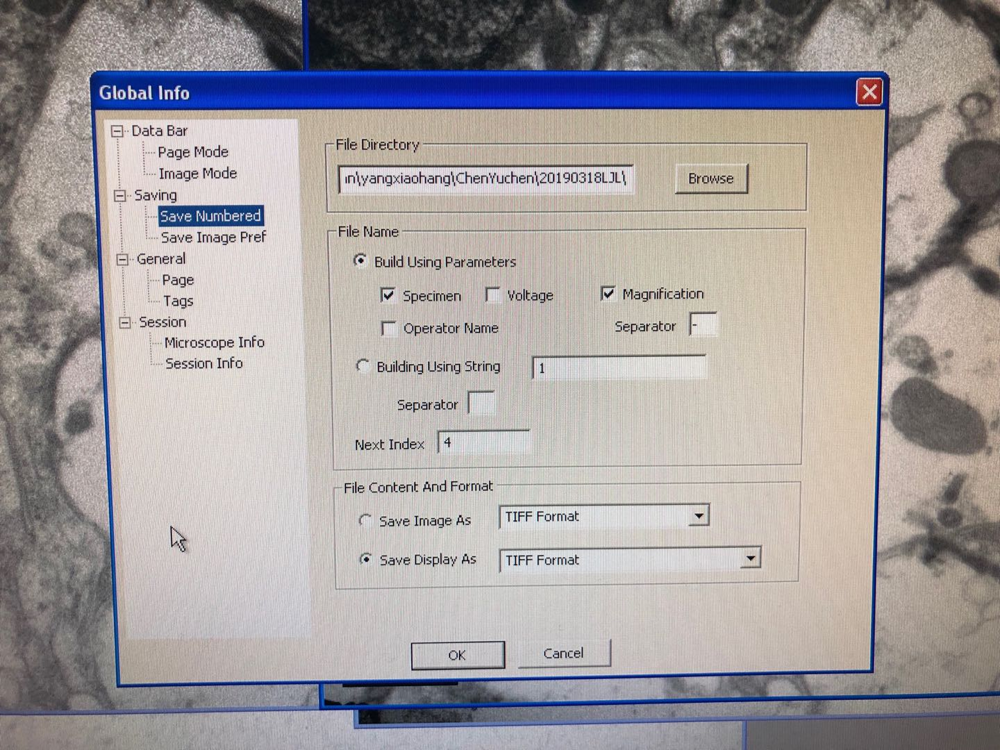 Global Info
Data Bar
Page Mode
Image Mode
Saving
Save Numbered
Save Image Pref
General
Page
Tags
Session
Microscope Info
Session Info
File Directory
\yangxiaohang\ChenYuchen\20190318LJL\
Browse
File Name
Build Using Parameters
Specimen
Voltage
Magnification
Operator Name
Separator -
Building Using String 1
Separator
Next Index 4
File Content And Format
Save Image As TIFF Format
Save Display As TIFF Format
OK
Cancel